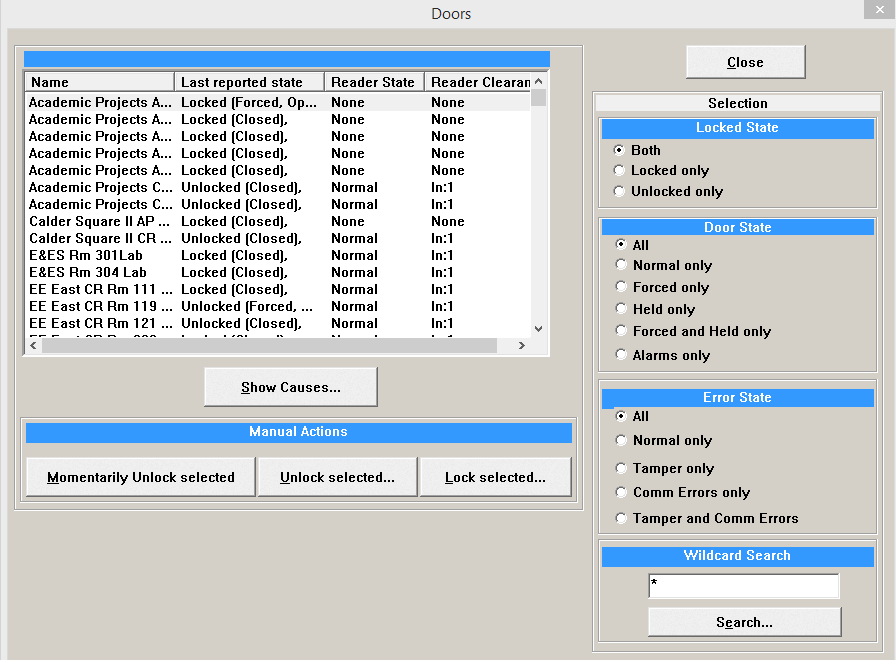 Doors
Name Last reported state Reader State Reader Clearan
Academic Projects A... Locked (Forced, Op... None None
Academic Projects A... Locked (Closed), None None
Academic Projects A... Locked (Closed), None None
Academic Projects A... Locked (Closed), None None
Academic Projects A... Locked (Closed), None None
Academic Projects C... Unlocked (Closed), Normal In:1
Academic Projects C... Unlocked (Closed), Normal In:1
Calder Square II AP ... Locked (Closed), None None
Calder Square II CR ... Unlocked (Closed), Normal In:1
E&ES Rm 301Lab Locked (Closed), Normal In:1
E&ES Rm 304 Lab Locked (Closed), Normal In:1
EE East CR Rm 111 ... Locked (Closed), Normal In:1
EE East CR Rm 119 ... Unlocked (Forced, ... Normal In:1
EE East CR Rm 121 ... Unlocked (Closed), Normal In:1
Show Causes...
Manual Actions
Momentarily Unlock selected Unlock selected... Lock selected...
Close
Selection
Locked State
Both
Locked only
Unlocked only
Door State
All
Normal only
Forced only
Held only
Forced and Held only
Alarms only
Error State
All
Normal only
Tamper only
Comm Errors only
Tamper and Comm Errors
Wildcard Search
*
Search...